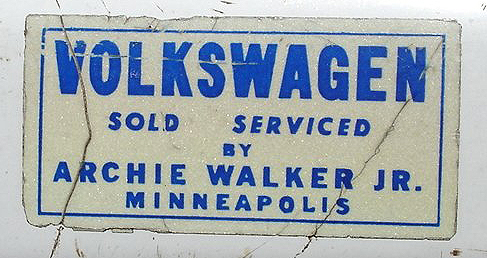 VOLKSWAGEN
SOLD SERVICED
BY
ARCHIE WALKER JR.
MINNEAPOLIS